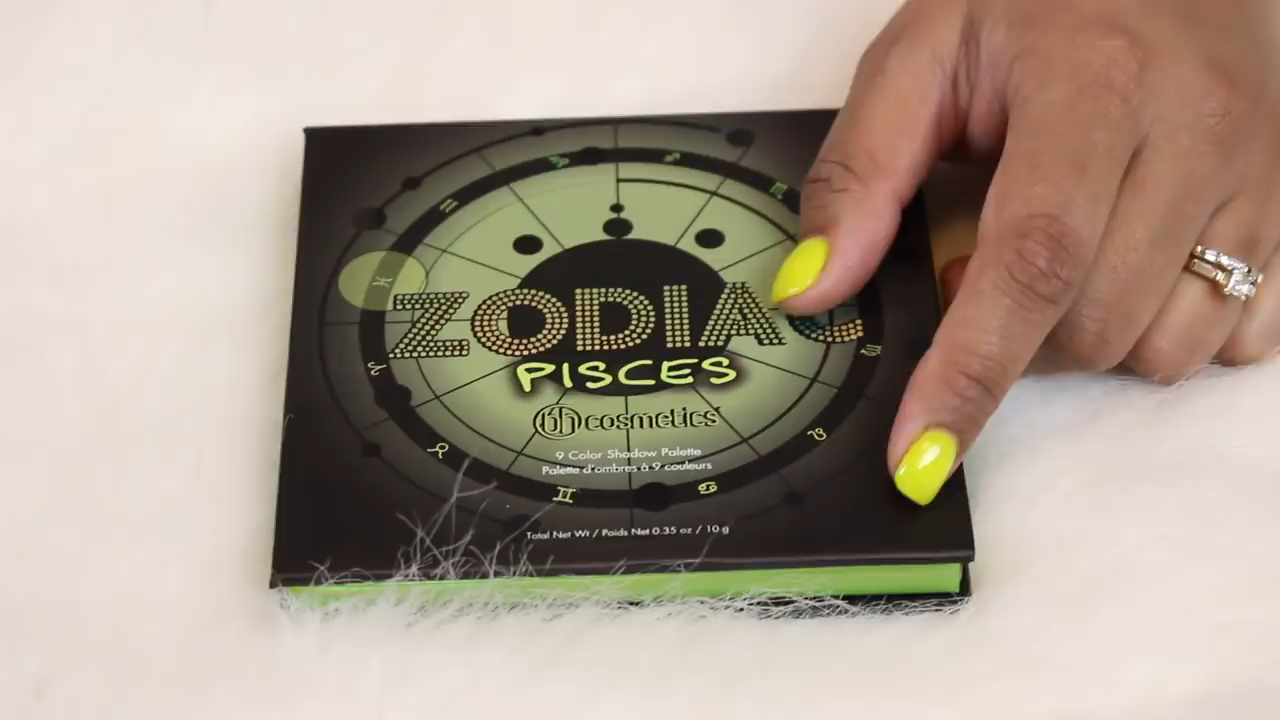 ZODIAC
PISCES
bh cosmetics
9 Color Shadow Palette
Palette d'ombres à 9 couleurs
Total Net Wt / Poids Net 0.35 oz / 10 g